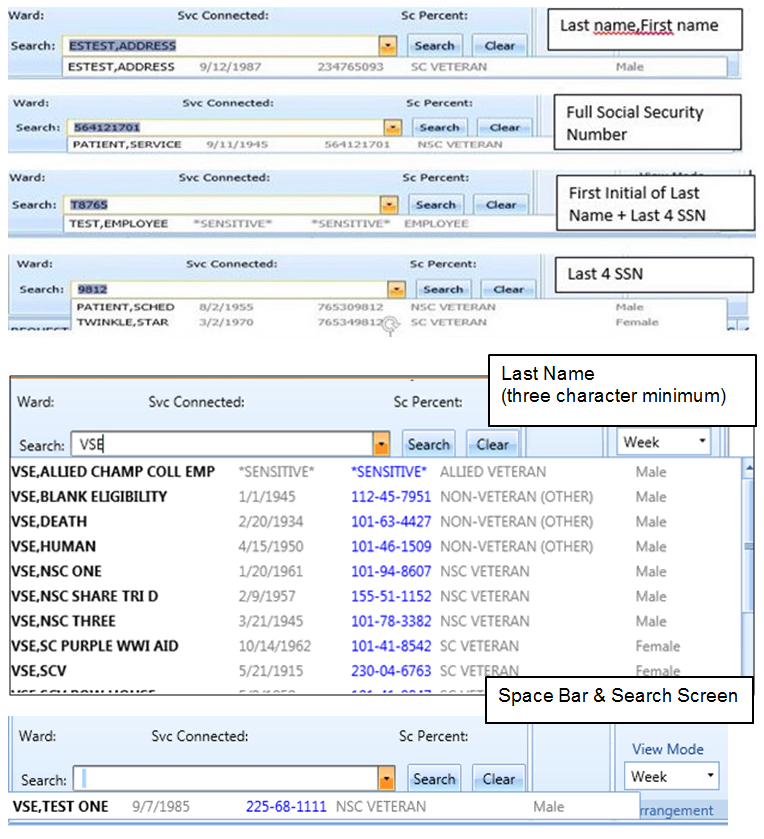 Ward: Svc Connected: Sc Percent:
Last name,First name
Search: ESTEST,ADDRESS Search Clear
ESTEST,ADDRESS 9/12/1987 234765093 SC VETERAN Male
Ward: Svc Connected: Sc Percent:
Full Social Security
Number
Search: 564121701 Search Clear
PATIENT,SERVICE 9/11/1945 564121701 NSC VETERAN
Ward: Svc Connected: Sc Percent:
First Initial of Last
Name + Last 4 SSN
Search: T8765 Search Clear
TEST,EMPLOYEE *SENSITIVE* *SENSITIVE* EMPLOYEE
Ward: Svc Connected: Sc Percent:
Last 4 SSN
Search: 9812 Search Clear
PATIENT,SCHED 8/2/1955 765309812 NSC VETERAN Male
TWINKLE,STAR 3/2/1970 765349812 SC VETERAN Female
Last Name
(three character minimum)
Ward: Svc Connected: Sc Percent:
Search: VSE Search Clear Week
VSE,ALLIED CHAMP COLL EMP *SENSITIVE* *SENSITIVE* ALLIED VETERAN Male
VSE,BLANK ELIGIBILITY 1/1/1945 112-45-7951 NON-VETERAN (OTHER) Male
VSE,DEATH 2/20/1934 101-63-4427 NON-VETERAN (OTHER) Male
VSE,HUMAN 4/15/1950 101-46-1509 NON-VETERAN (OTHER) Male
VSE,NSC ONE 1/20/1961 101-94-8607 NSC VETERAN Male
VSE,NSC SHARE TRI D 2/9/1957 155-51-1152 NSC VETERAN Male
VSE,NSC THREE 3/21/1945 101-78-3382 NSC VETERAN Male
VSE,SC PURPLE WWI AID 10/14/1962 101-41-8542 SC VETERAN Female
VSE,SCV 5/21/1915 230-04-6763 SC VETERAN Female
Space Bar & Search Screen
Ward: Svc Connected: Sc Percent:
View Mode
Search: Search Clear Week
VSE,TEST ONE 9/7/1985 225-68-1111 NSC VETERAN Male
rrangement